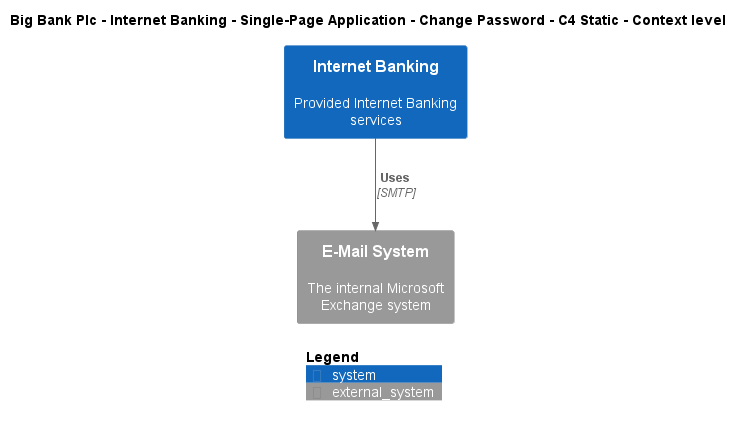 Big Bank Plc - Internet Banking - Single-Page Application - Change Password - C4 Static - Context level
Internet Banking
Provided Internet Banking
services
Uses
[SMTP]
E-Mail System
The internal Microsoft
Exchange system
Legend
system
external_system